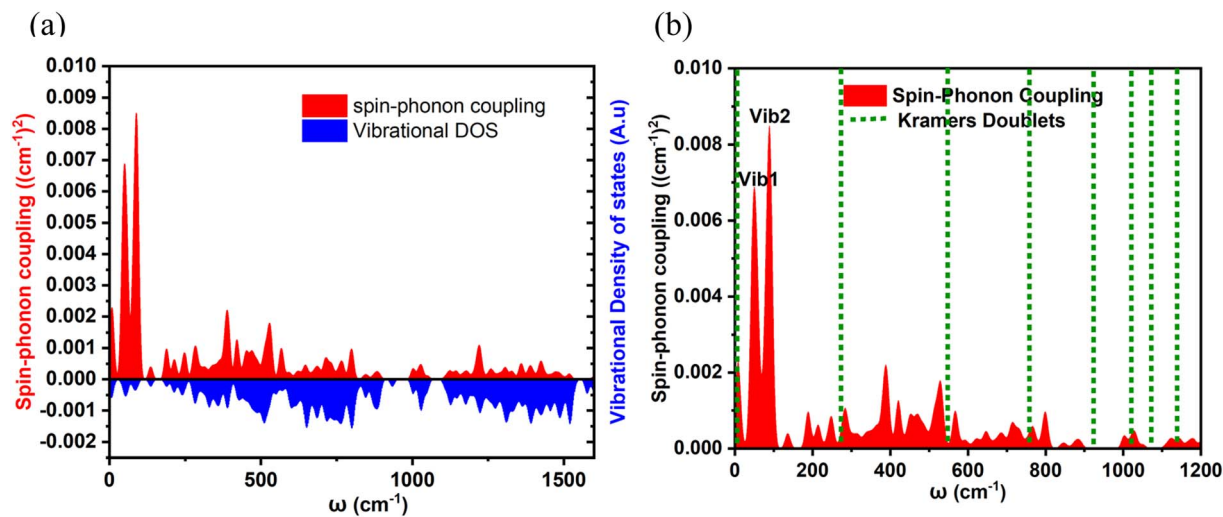 (a)
Spin-phonon coupling ((cm⁻¹)²)
0.010
0.009
0.008
0.007
0.006
0.005
0.004
0.003
0.002
0.001
0.000
-0.001
-0.002
spin-phonon coupling
Vibrational DOS
Vibrational Density of states (A.u)
0
500
1000
1500
ω (cm⁻¹)
(b)
Spin-phonon coupling ((cm⁻¹)²)
0.010
0.008
0.006
0.004
0.002
0.000
Spin-Phonon Coupling
Kramers Doublets
Vib2
Vib1
0
200
400
600
800
1000
1200
ω (cm⁻¹)